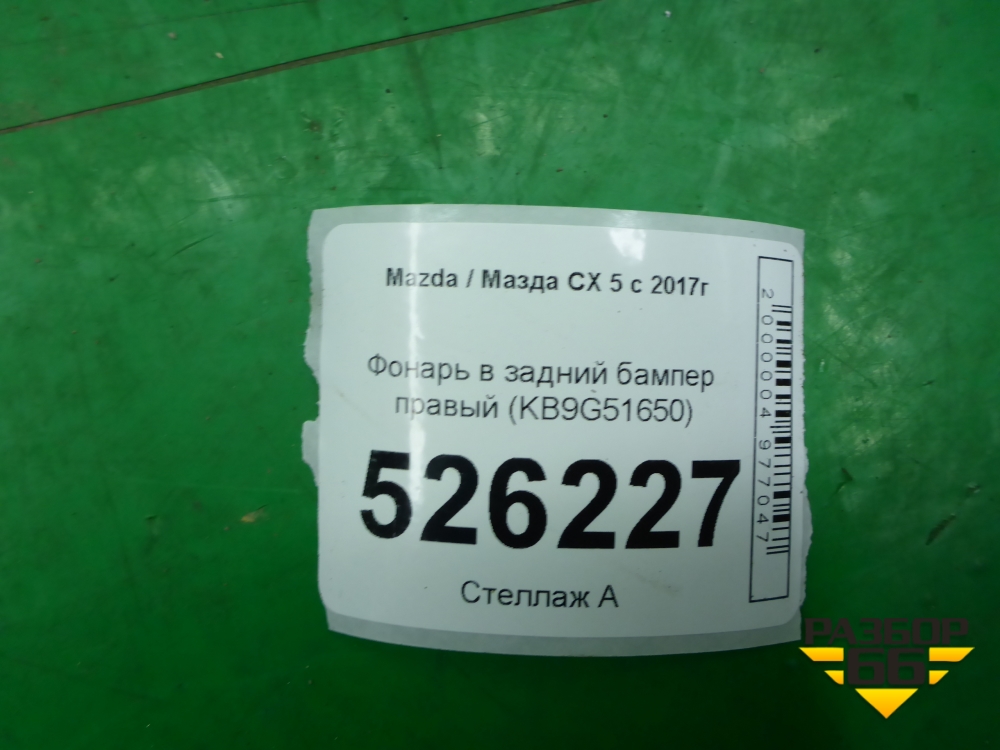 Mazda / Мазда CX 5 с 2017г
Фонарь в задний бампер
правый (KB9G51650)
526227
Стеллаж А
2000004977047
РАЗБОР
66